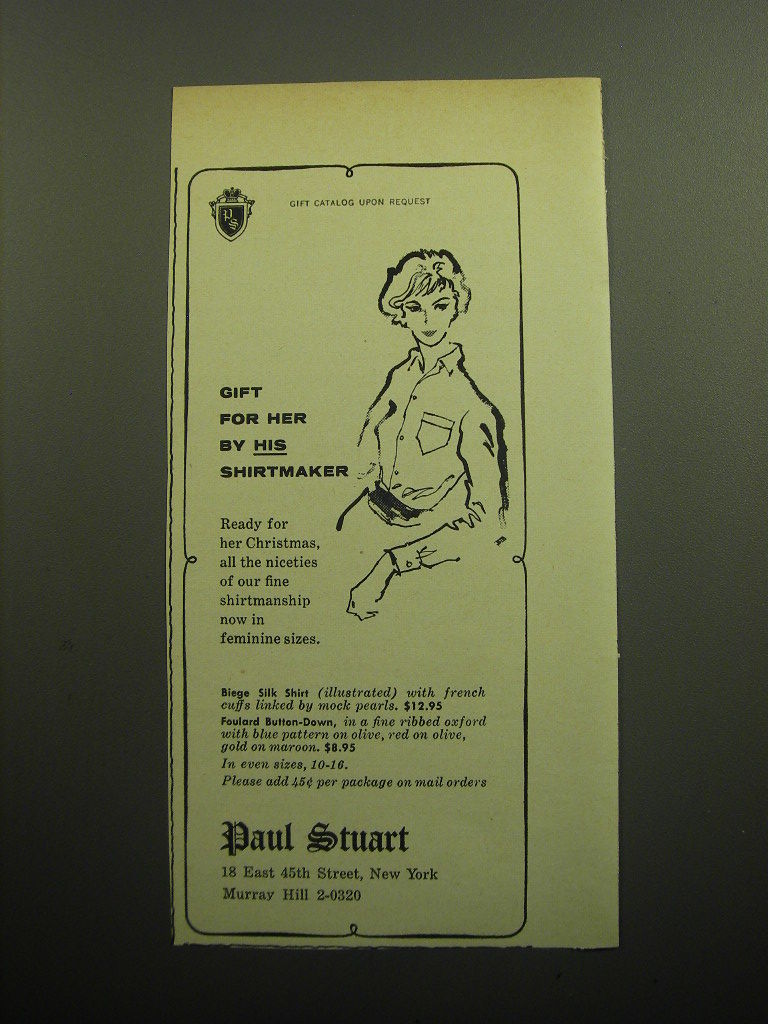 PS
GIFT CATALOG UPON REQUEST
GIFT
FOR HER
BY HIS
SHIRTMAKER
Ready for
her Christmas,
all the niceties
of our fine
shirtmanship
now in
feminine sizes.
Biege Silk Shirt (illustrated) with french
cuffs linked by mock pearls. $12.95
Foulard Button-Down, in a fine ribbed oxford
with blue pattern on olive, red on olive,
gold on maroon. $8.95
In even sizes, 10-16.
Please add 45¢ per package on mail orders
Paul Stuart
18 East 45th Street, New York
Murray Hill 2-0320